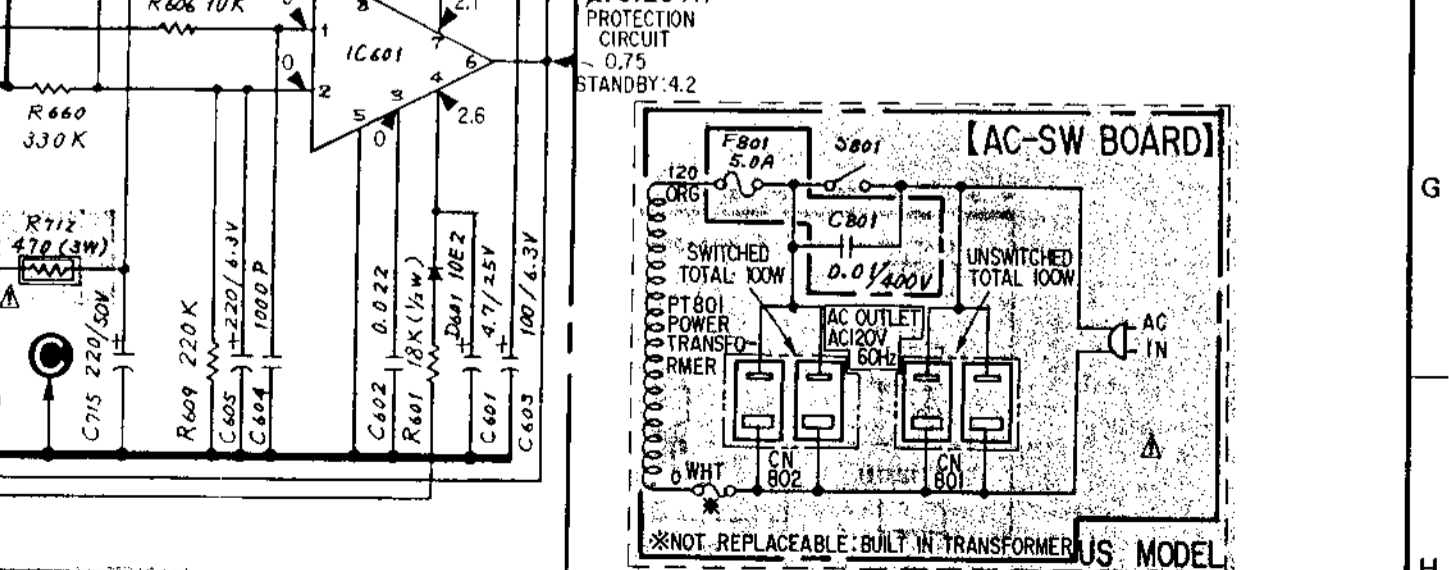 R606 10K
8
2.1
PROTECTION
CIRCUIT
0.75
STANDBY:4.2
0
1
IC601
7
6
0
2
4
5
3
0
2.6
R660
330K
【AC-SW BOARD】
F801
5.0A
S801
120
ORG
G
C801
0.01/400V
SWITCHED
TOTAL: 100W
UNSWITCHED
TOTAL 100W
R712
470 (3W)
PT801
POWER
TRANSFO-
RMER
AC OUTLET
AC120V
60Hz
AC
IN
C
C715 220/50V
R609 220K
C605 +220/6.3V
C604 1000P
C602 0.022
R601 18K(1/2W)
D601 10E2
C601 4.7/25V
C603 100/6.3V
0 WHT
CN
802
CN
801
※
※NOT REPLACEABLE:BUILT IN TRANSFORMER
US MODEL
H